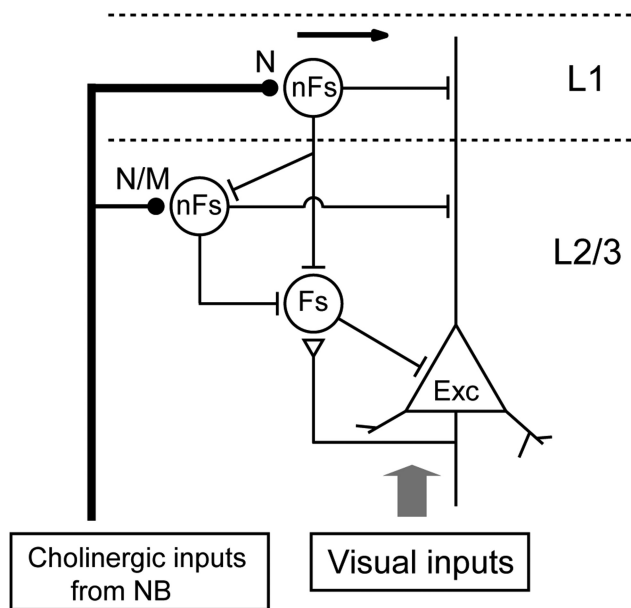 N
nFs
L1
N/M
nFs
L2/3
Fs
Exc
Cholinergic inputs
from NB
Visual inputs